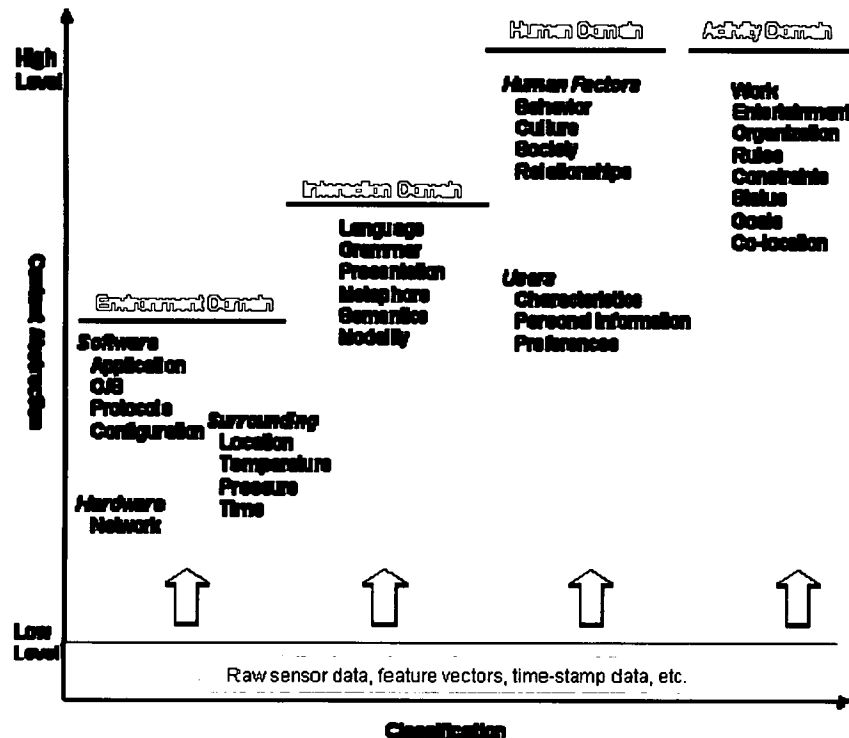 High
Level
Context Abstraction
Low
Level
Environment Domain
Software
Application
O/S
Protocols
Configuration
Hardware
Network
Surrounding
Location
Temperature
Pressure
Time
Interaction Domain
Language
Grammer
Presentation
Metaphors
Semantics
Modality
Human Domain
Human Factors
Behavior
Culture
Society
Relationships
Users
Characteristics
Personal Information
Preferences
Activity Domain
Work
Entertainment
Organization
Rules
Constraints
Status
Goals
Co-location
Raw sensor data, feature vectors, time-stamp data, etc.
Classification